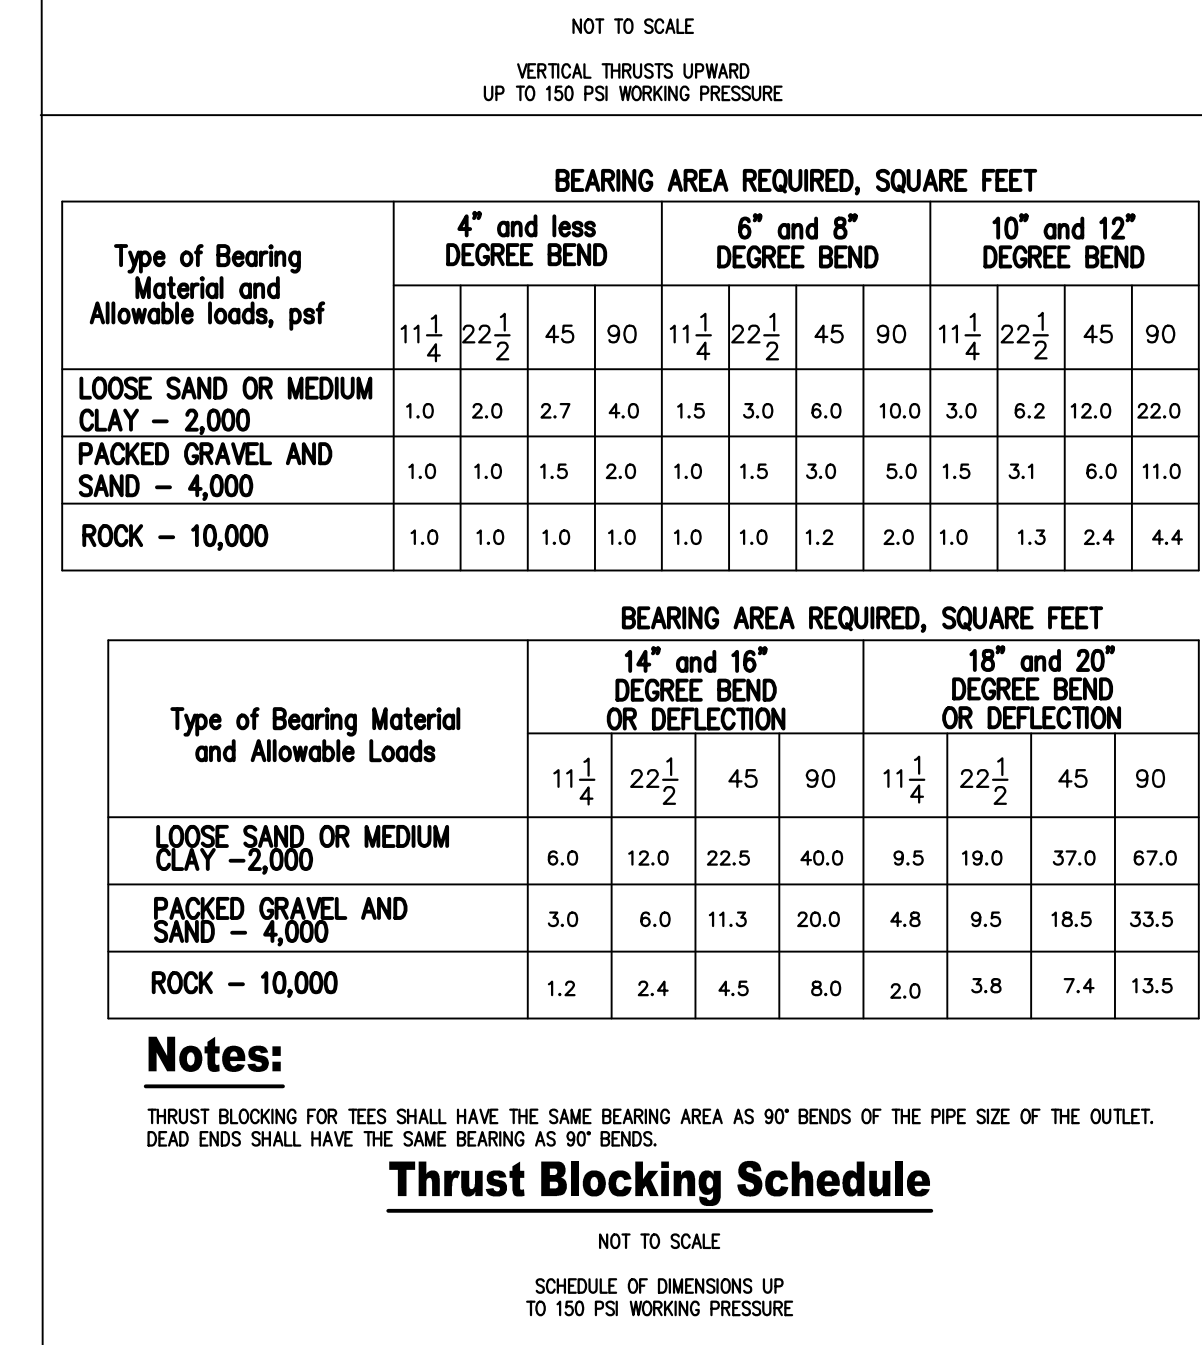 NOT TO SCALE
VERTICAL THRUSTS UPWARD
UP TO 150 PSI WORKING PRESSURE
BEARING AREA REQUIRED, SQUARE FEET
Type of Bearing
Material and
Allowable loads, psf
4" and less
DEGREE BEND
6" and 8"
DEGREE BEND
10" and 12"
DEGREE BEND
11 1/4 22 1/2 45 90 11 1/4 22 1/2 45 90 11 1/4 22 1/2 45 90
LOOSE SAND OR MEDIUM
CLAY – 2,000
1.0 2.0 2.7 4.0 1.5 3.0 6.0 10.0 3.0 6.2 12.0 22.0
PACKED GRAVEL AND
SAND – 4,000
1.0 1.0 1.5 2.0 1.0 1.5 3.0 5.0 1.5 3.1 6.0 11.0
ROCK – 10,000 1.0 1.0 1.0 1.0 1.0 1.0 1.2 2.0 1.0 1.3 2.4 4.4
BEARING AREA REQUIRED, SQUARE FEET
Type of Bearing Material
and Allowable Loads
14" and 16"
DEGREE BEND
OR DEFLECTION
18" and 20"
DEGREE BEND
OR DEFLECTION
11 1/4 22 1/2 45 90 11 1/4 22 1/2 45 90
LOOSE SAND OR MEDIUM
CLAY –2,000
6.0 12.0 22.5 40.0 9.5 19.0 37.0 67.0
PACKED GRAVEL AND
SAND – 4,000
3.0 6.0 11.3 20.0 4.8 9.5 18.5 33.5
ROCK – 10,000 1.2 2.4 4.5 8.0 2.0 3.8 7.4 13.5
Notes:
THRUST BLOCKING FOR TEES SHALL HAVE THE SAME BEARING AREA AS 90° BENDS OF THE PIPE SIZE OF THE OUTLET.
DEAD ENDS SHALL HAVE THE SAME BEARING AS 90° BENDS.
Thrust Blocking Schedule
NOT TO SCALE
SCHEDULE OF DIMENSIONS UP
TO 150 PSI WORKING PRESSURE